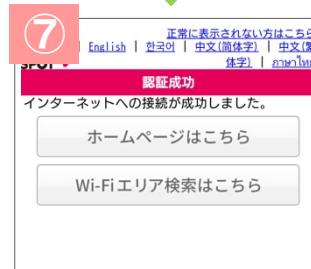 ⑦
正常に表示されない方はこちら
| English | 한국어 | 中文(简体字) | 中文(繁
体字) | ภาษาไทย
SPOT
認証成功
インターネットへの接続が成功しました。
ホームページはこちら
Wi-Fiエリア検索はこちら